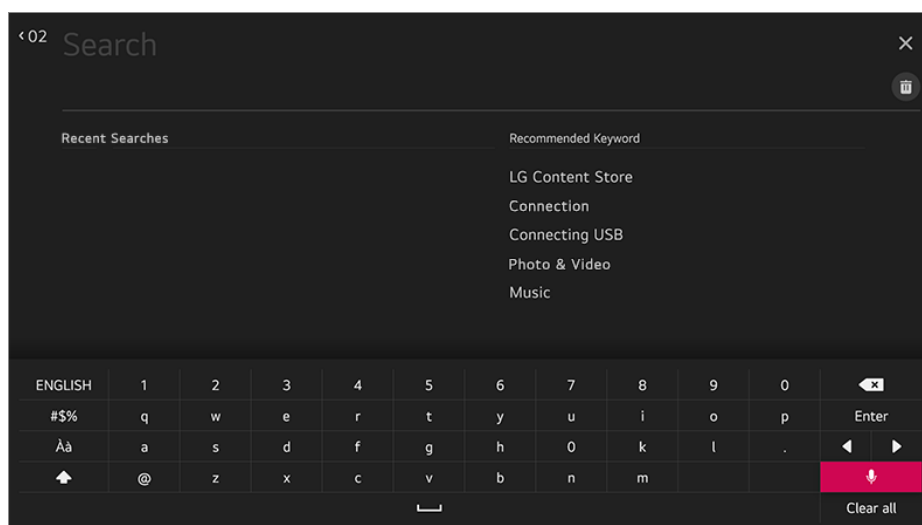 02
Search
Recent Searches
Recommended Keyword
LG Content Store
Connection
Connecting USB
Photo & Video
Music
ENGLISH 1 2 3 4 5 6 7 8 9 0
#$% q w e r t y u i o p Enter
Àà a s d f g h 0 k l .
@ z x c v b n m
Clear all